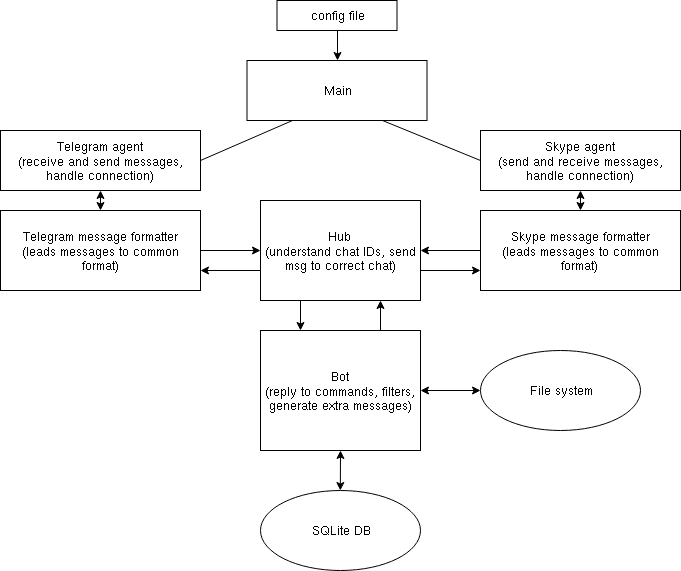 config file
Main
Telegram agent
(receive and send messages,
handle connection)
Skype agent
(send and receive messages,
handle connection)
Telegram message formatter
(leads messages to common
format)
Hub
(understand chat IDs, send
msg to correct chat)
Skype message formatter
(leads messages to common
format)
Bot
(reply to commands, filters,
generate extra messages)
File system
SQLite DB